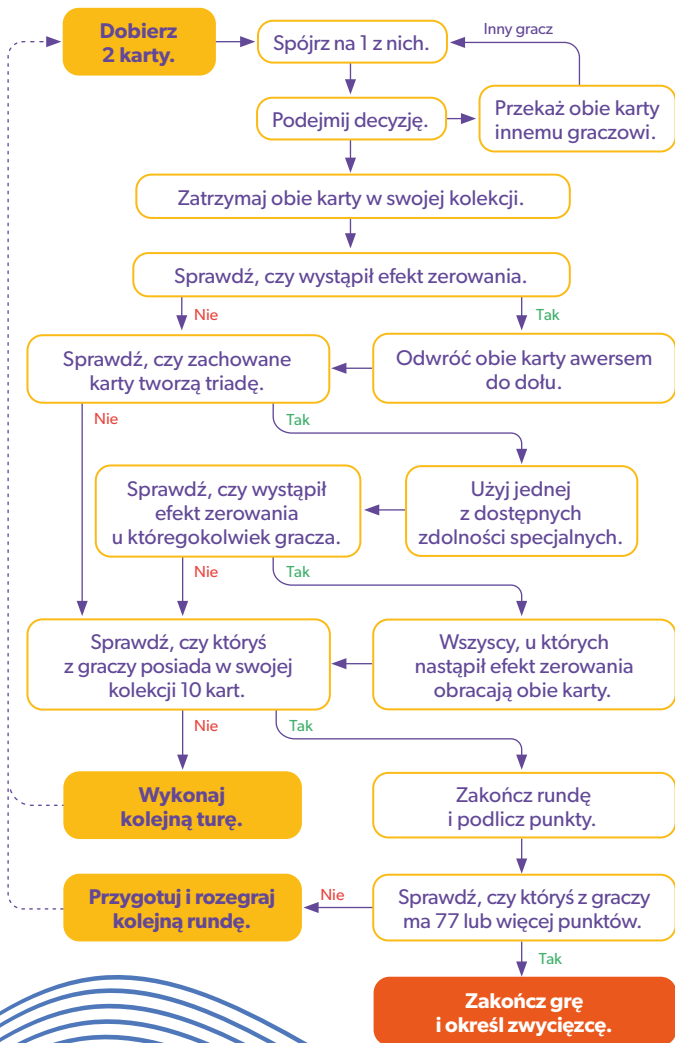 Dobierz
2 karty.
Spójrz na 1 z nich.
Inny gracz
Podejmij decyzję.
Przekaż obie karty
innemu graczowi.
Zatrzymaj obie karty w swojej kolekcji.
Sprawdź, czy wystąpił efekt zerowania.
Nie
Tak
Sprawdź, czy zachowane
karty tworzą triadę.
Odwróć obie karty awersem
do dołu.
Nie
Tak
Sprawdź, czy wystąpił
efekt zerowania
u któregokolwiek gracza.
Użyj jednej
z dostępnych
zdolności specjalnych.
Nie
Tak
Sprawdź, czy któryś
z graczy posiada w swojej
kolekcji 10 kart.
Wszyscy, u których
nastąpił efekt zerowania
obracają obie karty.
Nie
Tak
Wykonaj
kolejną turę.
Zakończ rundę
i podlicz punkty.
Przygotuj i rozegraj
kolejną rundę.
Nie
Sprawdź, czy któryś z graczy
ma 77 lub więcej punktów.
Tak
Zakończ grę
i określ zwycięzcę.